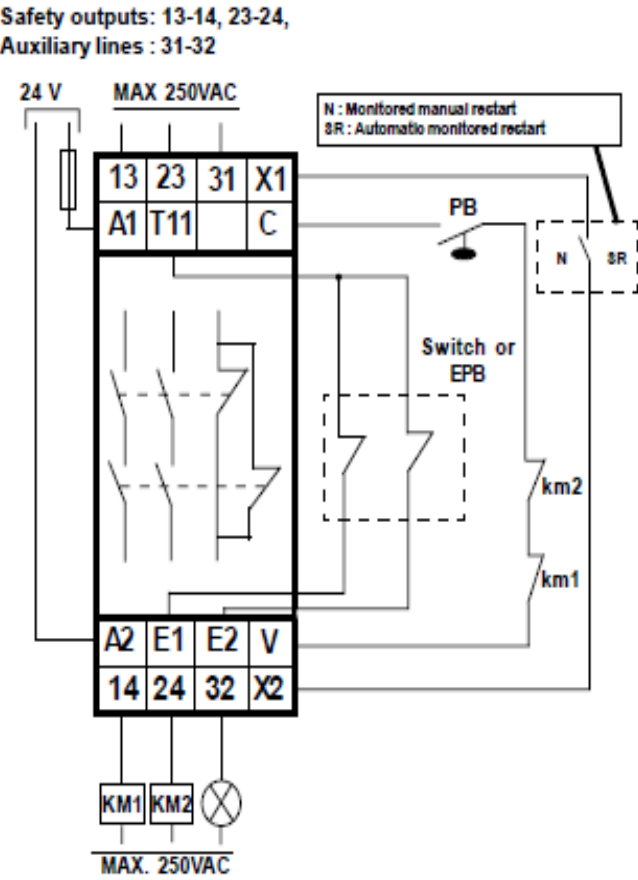 Safety outputs: 13-14, 23-24,
Auxiliary lines : 31-32
24 V MAX 250VAC
N : Monitored manual restart
SR : Automatic monitored restart
13 23 31 X1
A1 T11 C
PB
N SR
Switch or
EPB
km2
km1
A2 E1 E2 V
14 24 32 X2
KM1 KM2
MAX. 250VAC